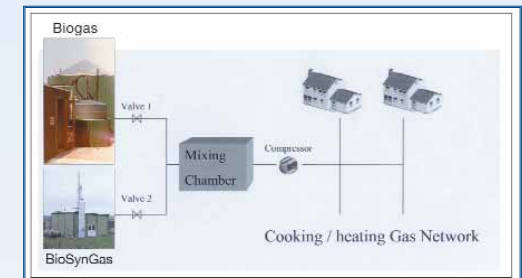 Biogas
Valve 1
Compressor
Mixing
Chamber
Valve 2
Cooking / heating Gas Network
BioSynGas